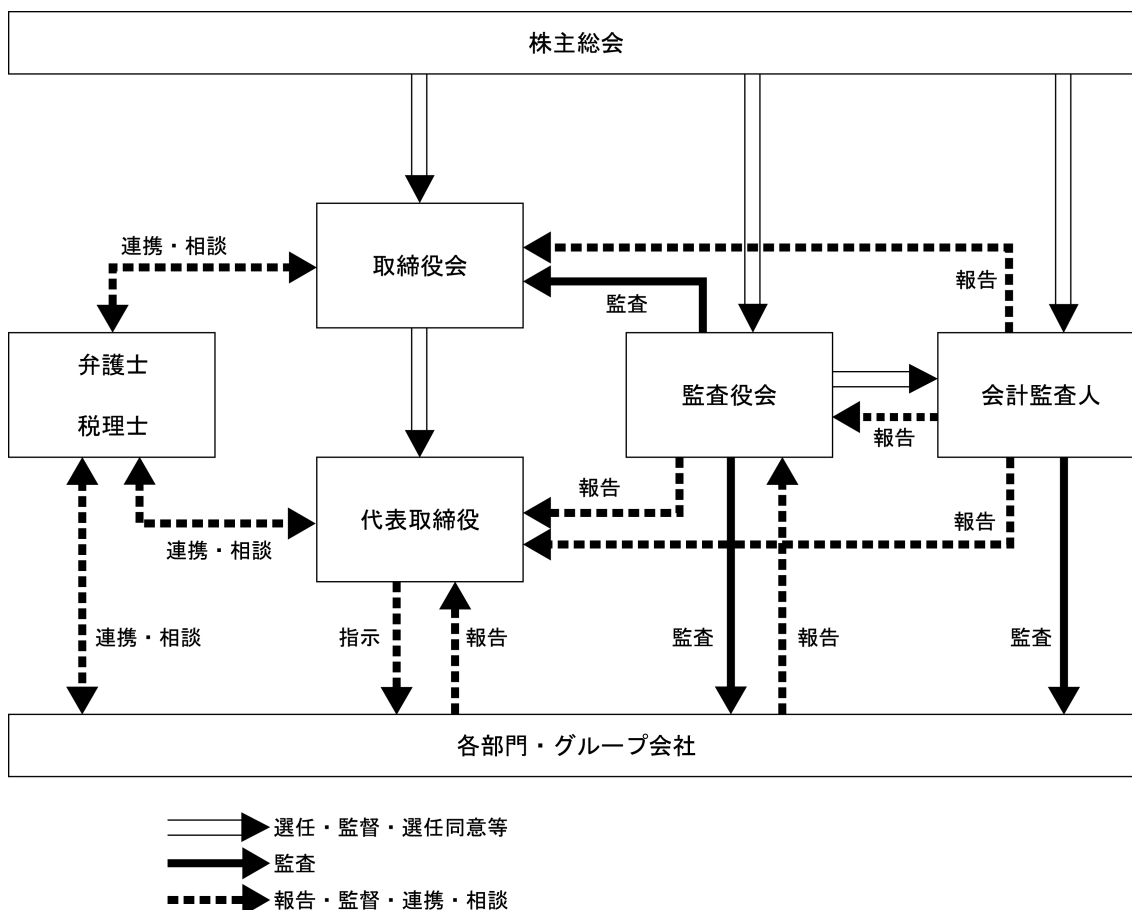 株主総会
連携・相談
取締役会
報告
監査
弁護士
税理士
監査役会
会計監査人
報告
報告
代表取締役
報告
連携・相談
連携・相談
指示
報告
監査
報告
監査
各部門・グループ会社
選任・監督・選任同意等
監査
報告・監督・連携・相談